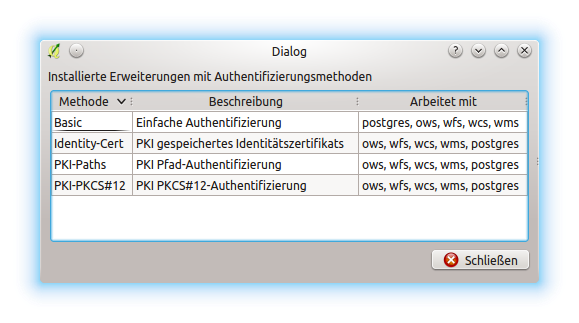 Dialog
Installierte Erweiterungen mit Authentifizierungsmethoden
Methode Beschreibung Arbeitet mit
Basic Einfache Authentifizierung postgres, ows, wfs, wcs, wms
Identity-Cert PKI gespeichertes Identitätszertifikats ows, wfs, wcs, wms, postgres
PKI-Paths PKI Pfad-Authentifizierung ows, wfs, wcs, wms, postgres
PKI-PKCS#12 PKI PKCS#12-Authentifizierung ows, wfs, wcs, wms, postgres
Schließen